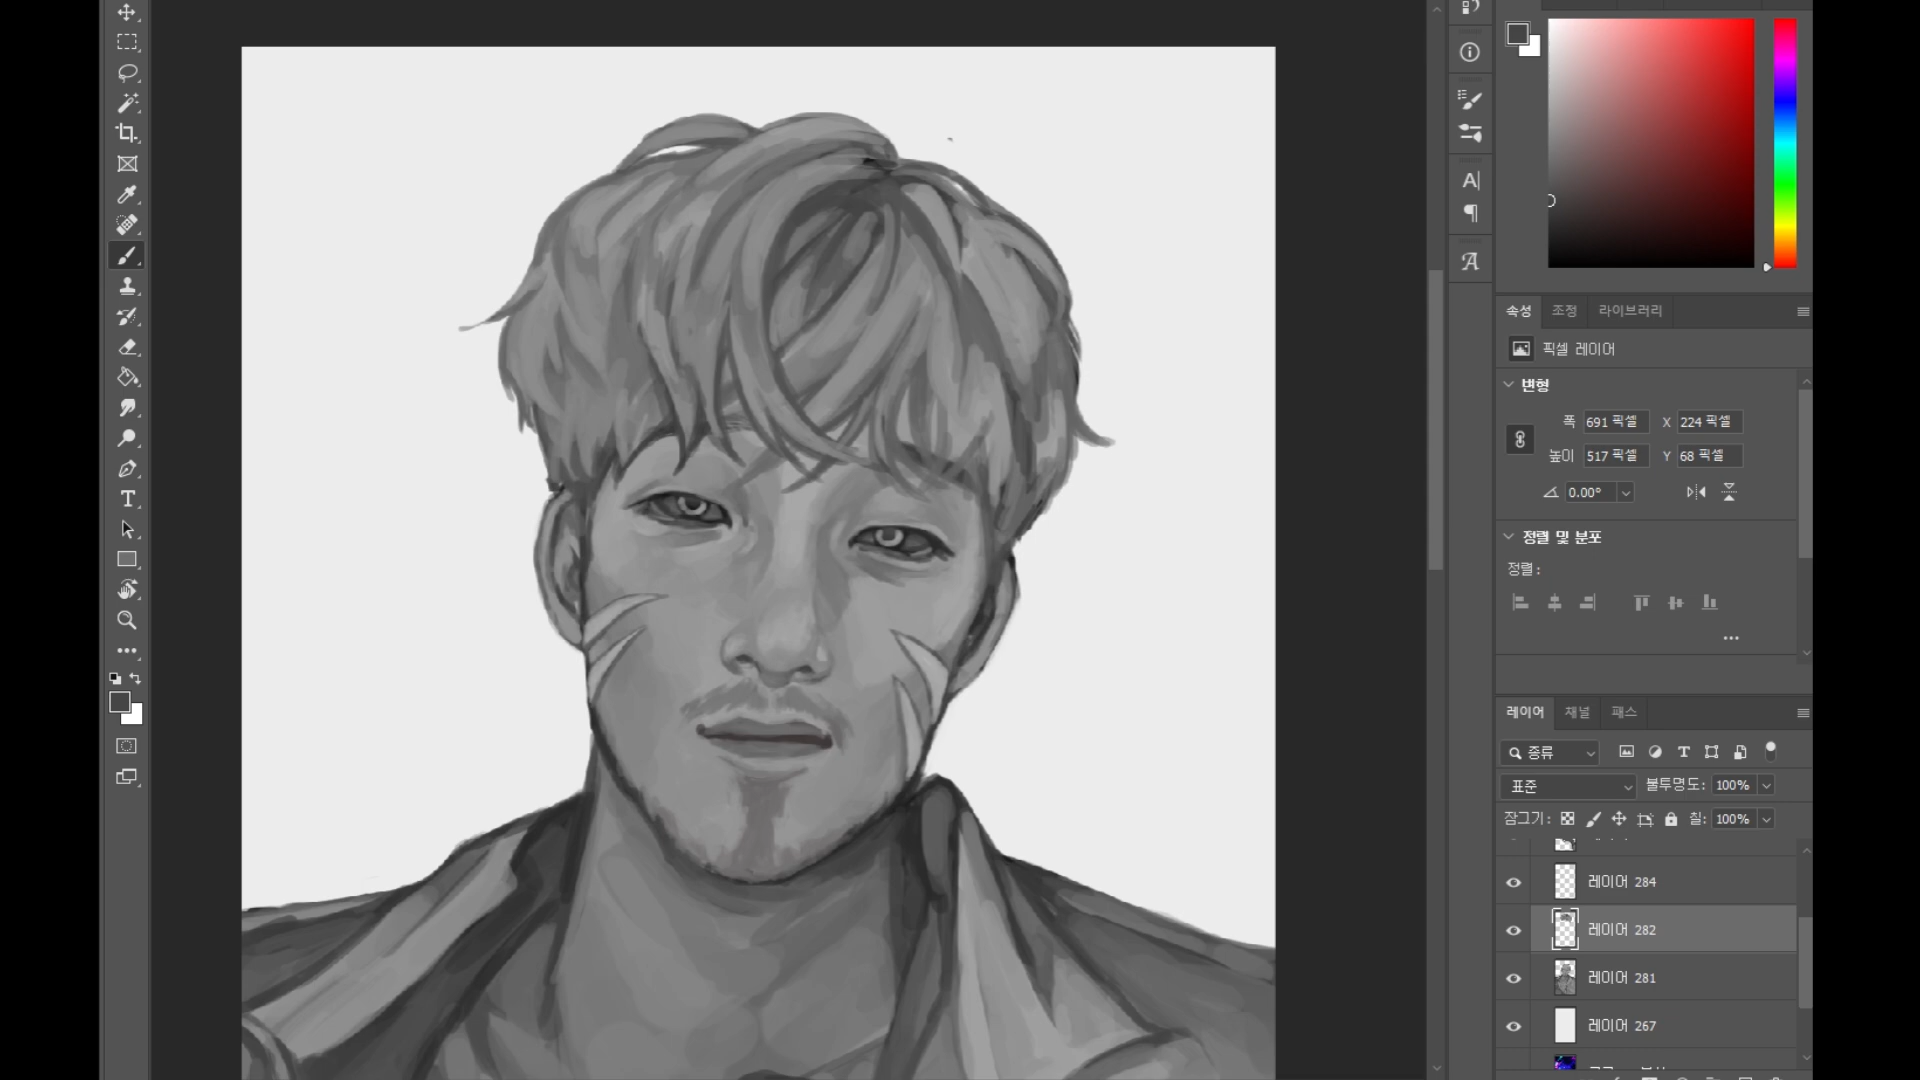 속성 조정 라이브러리
픽셀 레이어
변형
폭 691 픽셀 X 224 픽셀
높이 517 픽셀 Y 68 픽셀
0.00°
정렬 및 분포
정렬:
레이어 채널 패스
종류
표준 불투명도: 100%
잠그기: 칠: 100%
레이어 284
레이어 282
레이어 281
레이어 267